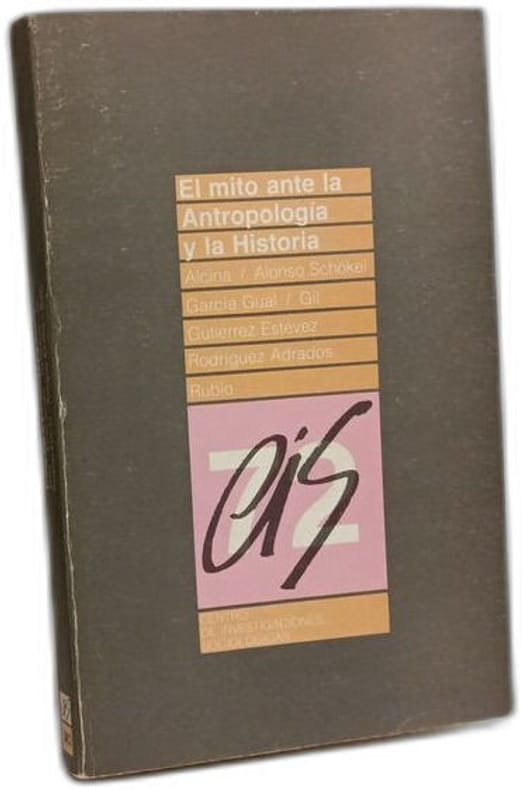 El mito ante la
Antropología
y la Historia
Alcina / Alonso Schökel
García Gual / Gil
Gutiérrez Estévez
Rodríguez Adrados
Rubio
72
cis
CENTRO
DE INVESTIGACIONES
SOCIOLOGICAS